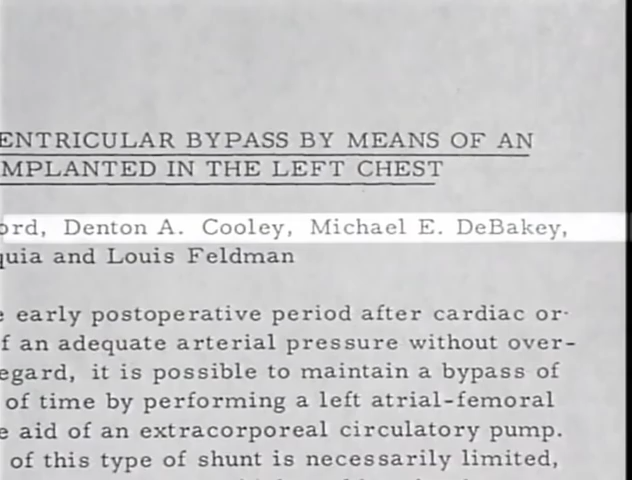 ENTRICULAR BYPASS BY MEANS OF AN
MPLANTED IN THE LEFT CHEST
ord, Denton A. Cooley, Michael E. DeBakey,
quia and Louis Feldman
e early postoperative period after cardiac or-
f an adequate arterial pressure without over-
egard, it is possible to maintain a bypass of
of time by performing a left atrial-femoral
e aid of an extracorporeal circulatory pump.
of this type of shunt is necessarily limited,